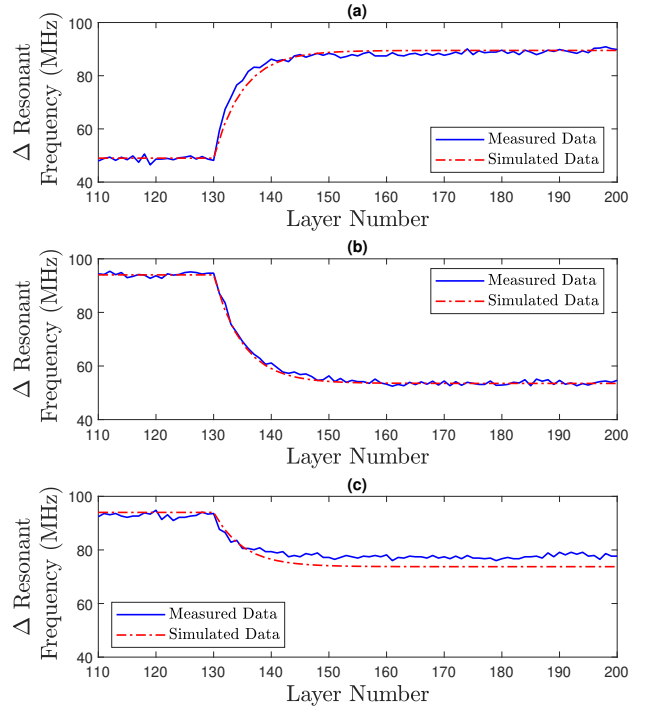 (a)
Δ Resonant
Frequency (MHz)
100
80
60
40
110 120 130 140 150 160 170 180 190 200
Layer Number
Measured Data
Simulated Data
(b)
Δ Resonant
Frequency (MHz)
100
80
60
40
110 120 130 140 150 160 170 180 190 200
Layer Number
Measured Data
Simulated Data
(c)
Δ Resonant
Frequency (MHz)
100
80
60
40
110 120 130 140 150 160 170 180 190 200
Layer Number
Measured Data
Simulated Data